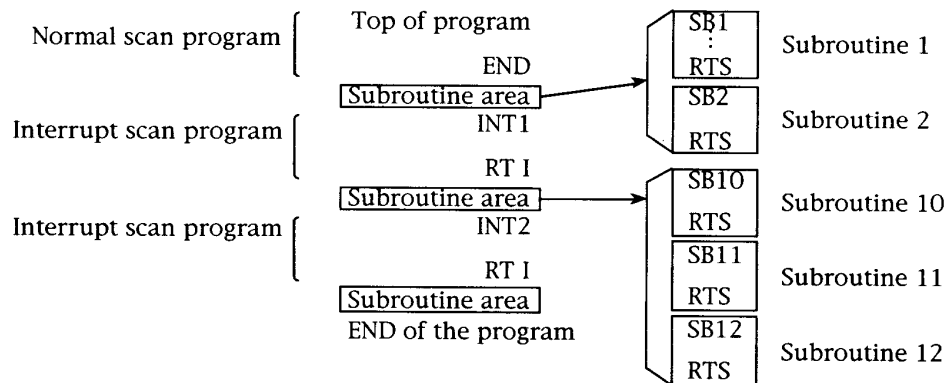 Normal scan program
Top of program
END
Subroutine area
Interrupt scan program
INT1
RT I
Subroutine area
Interrupt scan program
INT2
RT I
Subroutine area
END of the program
SB1
⋮
RTS
Subroutine 1
SB2
RTS
Subroutine 2
SB10
RTS
Subroutine 10
SB11
RTS
Subroutine 11
SB12
RTS
Subroutine 12